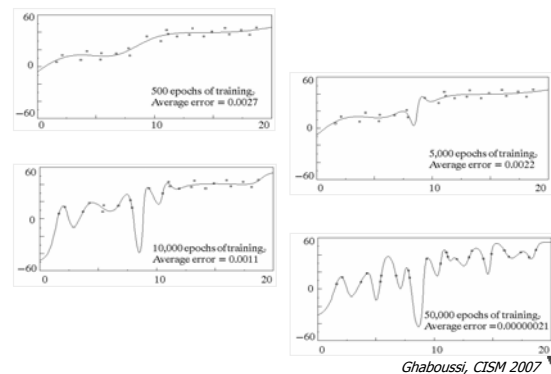 60
0
−60
0 10 20
500 epochs of training,
Average error = 0.0027
60
0
−60
0 10 20
5,000 epochs of training,
Average error = 0.0022
60
0
−60
0 10 20
10,000 epochs of training,
Average error = 0.0011
60
0
−60
0 10 20
50,000 epochs of training,
Average error = 0.00000021
Ghaboussi, CISM 2007